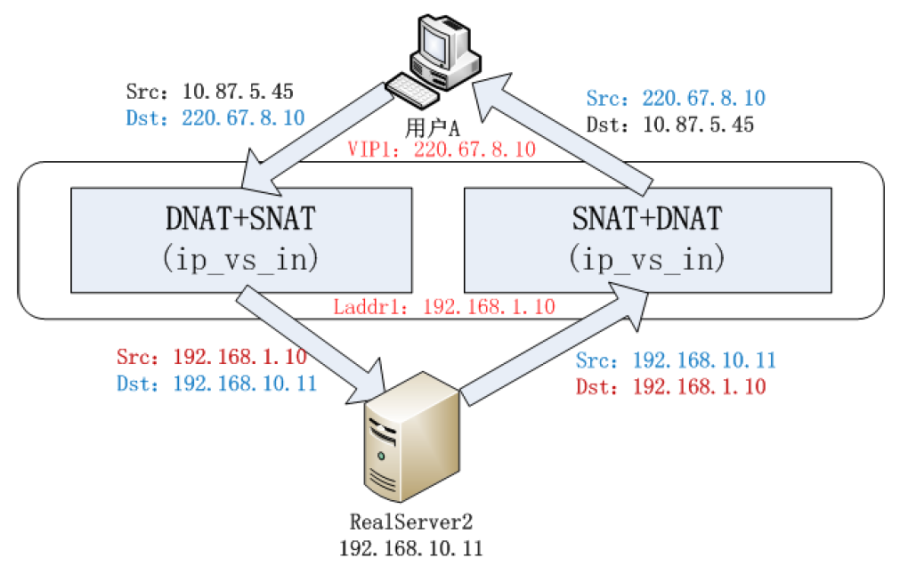 Src: 10.87.5.45
Dst: 220.67.8.10
Src: 220.67.8.10
Dst: 10.87.5.45
用户A
VIP1: 220.67.8.10
DNAT+SNAT
(ip_vs_in)
SNAT+DNAT
(ip_vs_in)
Laddr1: 192.168.1.10
Src: 192.168.1.10
Dst: 192.168.10.11
Src: 192.168.10.11
Dst: 192.168.1.10
RealServer2
192.168.10.11